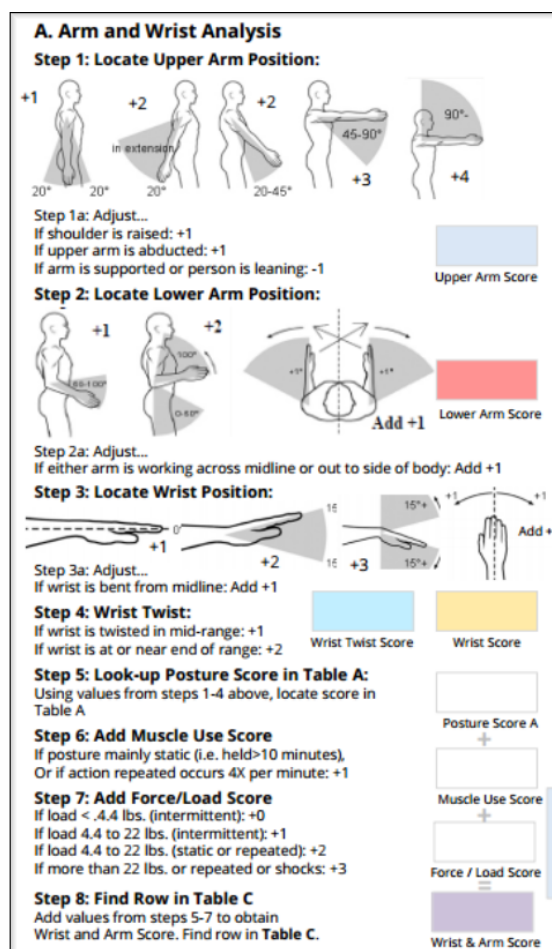 A. Arm and Wrist Analysis
Step 1: Locate Upper Arm Position:
+1
+2
+2
90°-
in extension
45-90°
+3
+4
20°
20°
20°
20-45°
Step 1a: Adjust...
If shoulder is raised: +1
If upper arm is abducted: +1
If arm is supported or person is leaning: -1
Upper Arm Score
Step 2: Locate Lower Arm Position:
+1
+2
100°
60-100°
0-60°
+1°
+1°
Add +1
Lower Arm Score
Step 2a: Adjust...
If either arm is working across midline or out to side of body: Add +1
Step 3: Locate Wrist Position:
+1
+2
15
15
+3
15°+
15°+
+1
+1
Add +
Step 3a: Adjust...
If wrist is bent from midline: Add +1
Step 4: Wrist Twist:
If wrist is twisted in mid-range: +1
If wrist is at or near end of range: +2
Wrist Twist Score
Wrist Score
Step 5: Look-up Posture Score in Table A:
Using values from steps 1-4 above, locate score in
Table A
Posture Score A
+
Step 6: Add Muscle Use Score
If posture mainly static (i.e. held>10 minutes),
Or if action repeated occurs 4X per minute: +1
Muscle Use Score
+
Step 7: Add Force/Load Score
If load < .4.4 lbs. (intermittent): +0
If load 4.4 to 22 lbs. (intermittent): +1
If load 4.4 to 22 lbs. (static or repeated): +2
If more than 22 lbs. or repeated or shocks: +3
Force / Load Score
=
Step 8: Find Row in Table C
Add values from steps 5-7 to obtain
Wrist and Arm Score. Find row in Table C.
Wrist & Arm Score